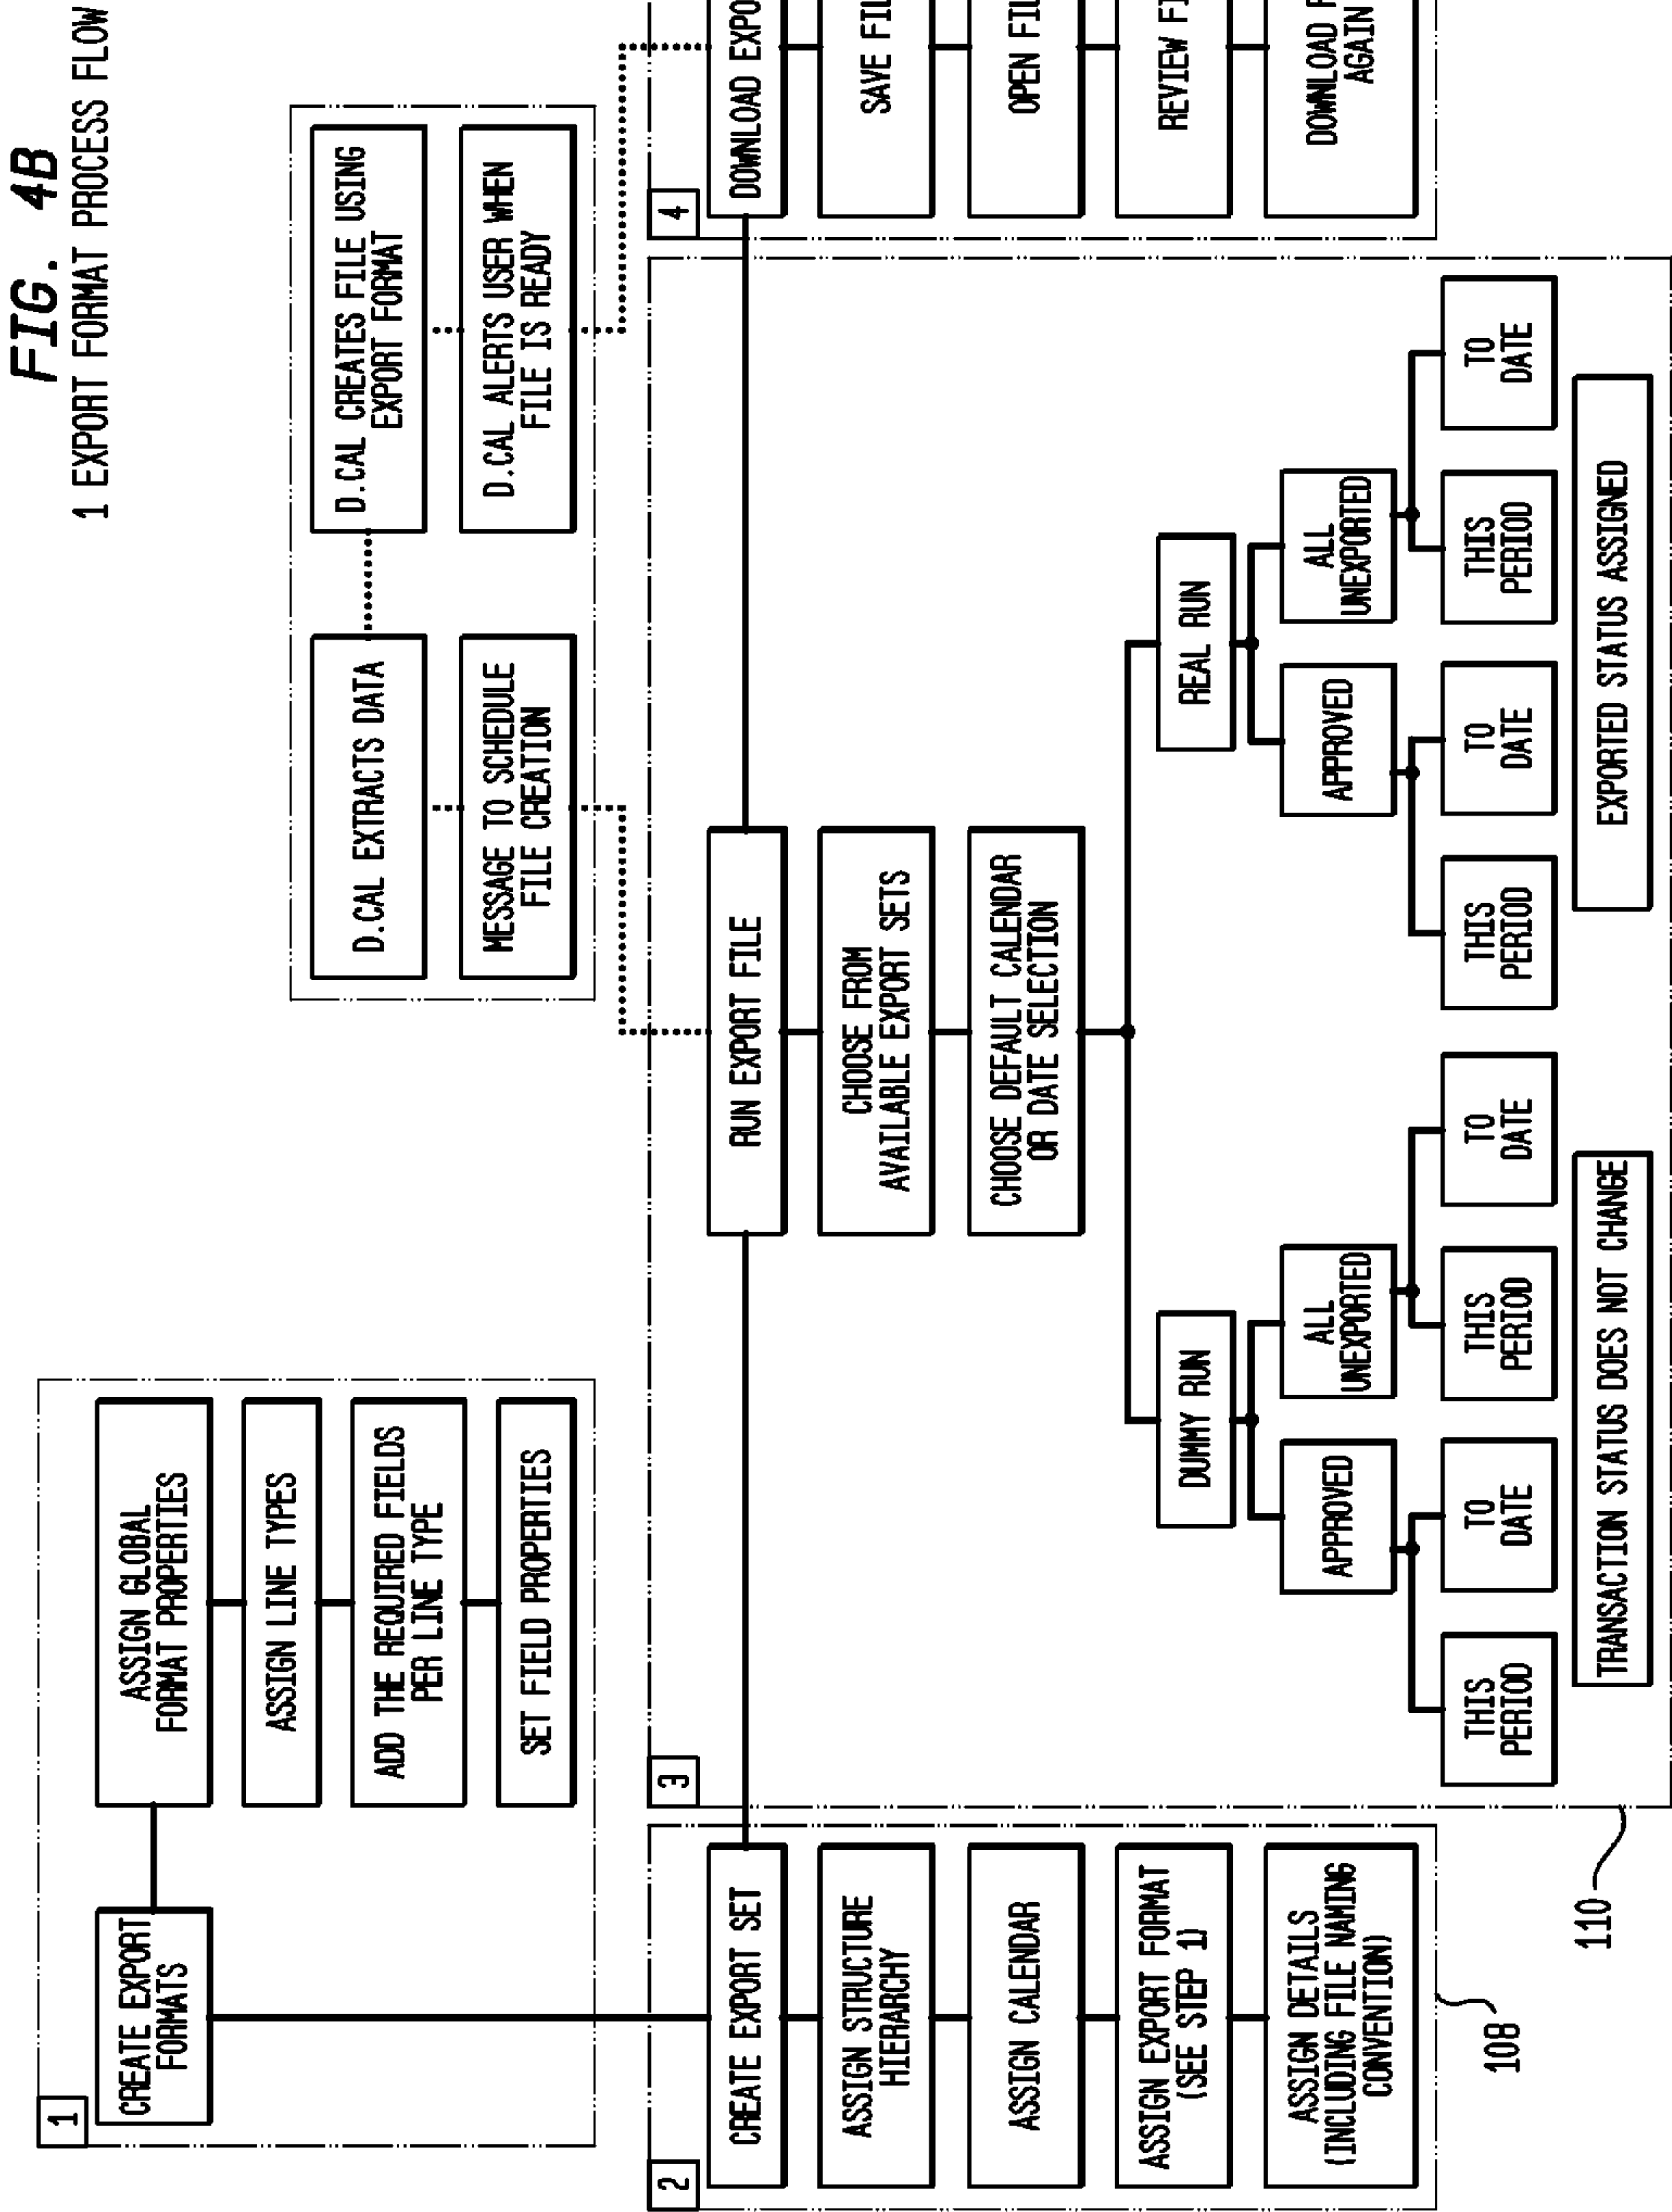 FIG. 4B
1 EXPORT FORMAT PROCESS FLOW
1
CREATE EXPORT
FORMATS
ASSIGN GLOBAL
FORMAT PROPERTIES
ASSIGN LINE TYPES
ADD THE REQUIRED FIELDS
PER LINE TYPE
SET FIELD PROPERTIES
D.CAL EXTRACTS DATA
MESSAGE TO SCHEDULE
FILE CREATION
D.CAL CREATES FILE USING
EXPORT FORMAT
D.CAL ALERTS USER WHEN
FILE IS READY
2
CREATE EXPORT SET
ASSIGN STRUCTURE
HIERARCHY
ASSIGN CALENDAR
ASSIGN EXPORT FORMAT
(SEE STEP 1)
ASSIGN DETAILS
(INCLUDING FILE NAMING
CONVENTION)
108
3
RUN EXPORT FILE
CHOOSE FROM
AVAILABLE EXPORT SETS
CHOOSE DEFAULT CALENDAR
OR DATE SELECTION
DUMMY RUN
APPROVED
ALL
UNEXPORTED
THIS
PERIOD
TO
DATE
THIS
PERIOD
TO
DATE
TRANSACTION STATUS DOES NOT CHANGE
REAL RUN
APPROVED
ALL
UNEXPORTED
THIS
PERIOD
TO
DATE
THIS
PERIOD
TO
DATE
EXPORTED STATUS ASSIGNED
110
4
DOWNLOAD EXPO
SAVE FIL
OPEN FIL
REVIEW FI
DOWNLOAD
AGAIN